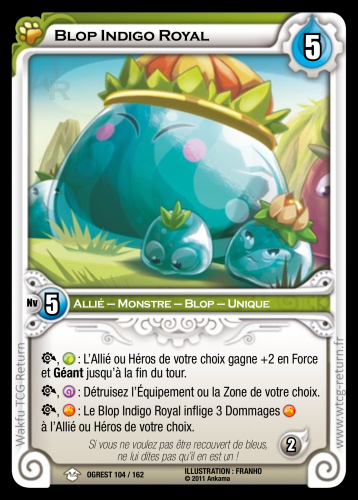 Blop Indigo Royal
5
Nv 5 Allié – Monstre – Blop – Unique
, : L'Allié ou Héros de votre choix gagne +2 en Force
et Géant jusqu'à la fin du tour.
, : Détruisez l'Équipement ou la Zone de votre choix.
, : Le Blop Indigo Royal inflige 3 Dommages
à l'Allié ou Héros de votre choix.
Si vous ne voulez pas être recouvert de bleus,
ne lui dites pas qu'il en est un !
2
OGREST 104 / 162
ILLUSTRATION : FRANHO
© 2011 Ankama
Wakfu TCG Return
www.wtcg-return.fr